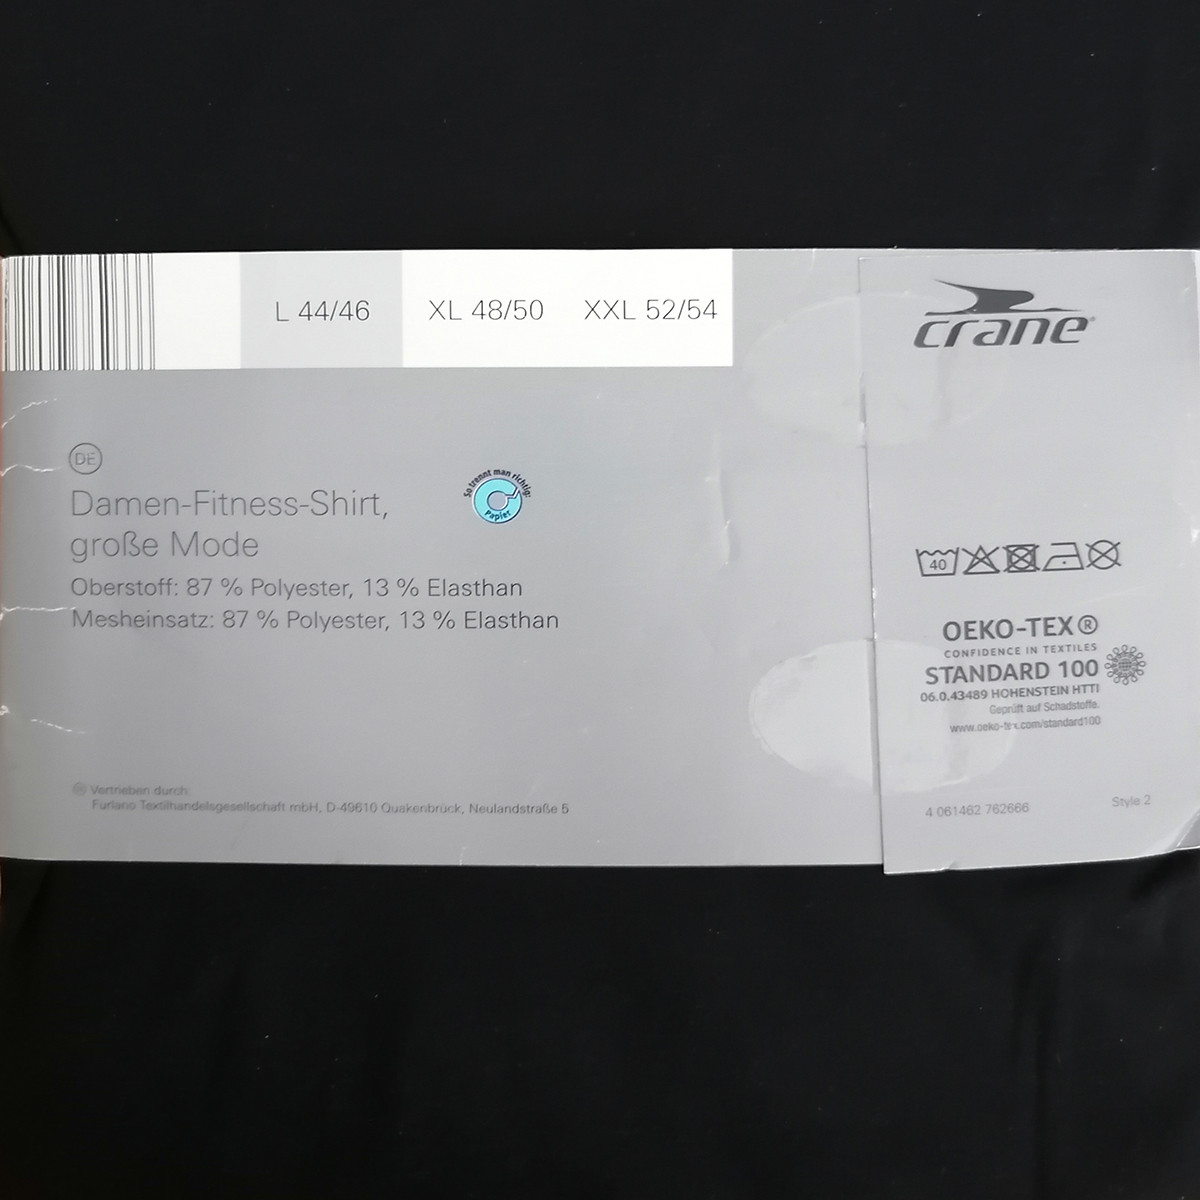 L 44/46 XL 48/50 XXL 52/54
crane®
DE
Damen-Fitness-Shirt,
große Mode
Oberstoff: 87 % Polyester, 13 % Elasthan
Mesheinsatz: 87 % Polyester, 13 % Elasthan
So trennt man richtig:
Papier
Vertrieben durch:
Furlano Textilhandelsgesellschaft mbH, D-49610 Quakenbrück, Neulandstraße 5
40
OEKO-TEX®
CONFIDENCE IN TEXTILES
STANDARD 100
06.0.43489 HOHENSTEIN HTTI
Geprüft auf Schadstoffe.
www.oeko-tex.com/standard100
4 061462 762666
Style 2